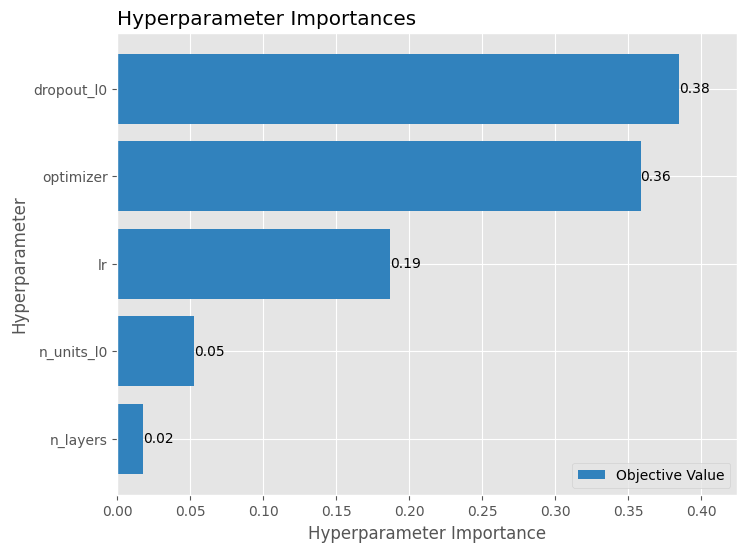 Hyperparameter Importances
dropout_l0
0.38
optimizer
0.36
lr
0.19
n_units_l0
0.05
n_layers
0.02
Hyperparameter
Objective Value
0.00 0.05 0.10 0.15 0.20 0.25 0.30 0.35 0.40
Hyperparameter Importance